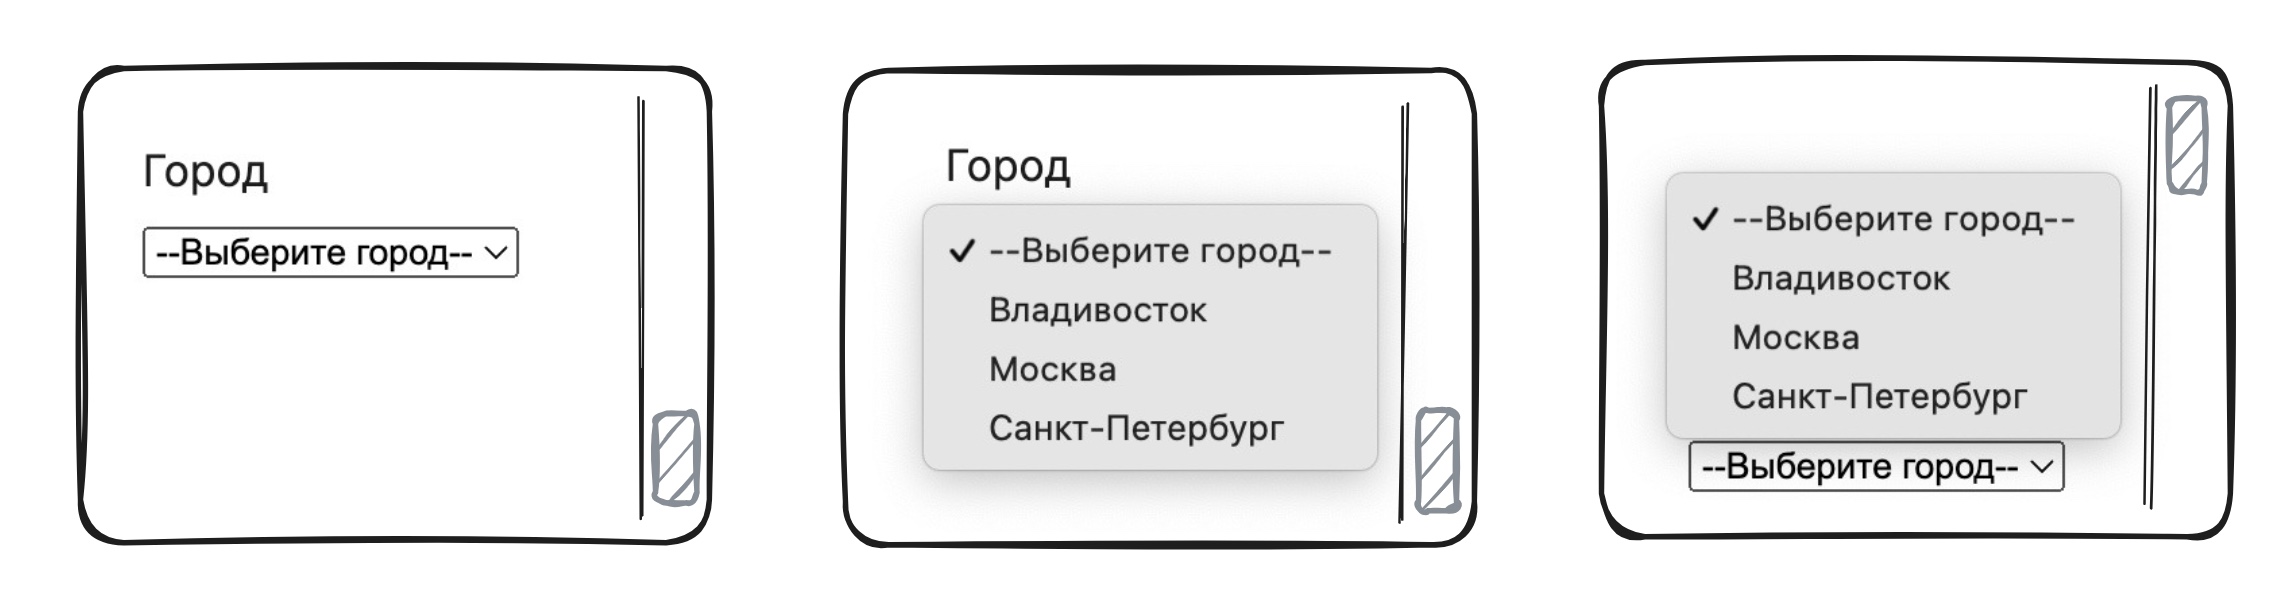 Город
--Выберите город--
Город
--Выберите город--
Владивосток
Москва
Санкт-Петербург
--Выберите город--
Владивосток
Москва
Санкт-Петербург
--Выберите город--